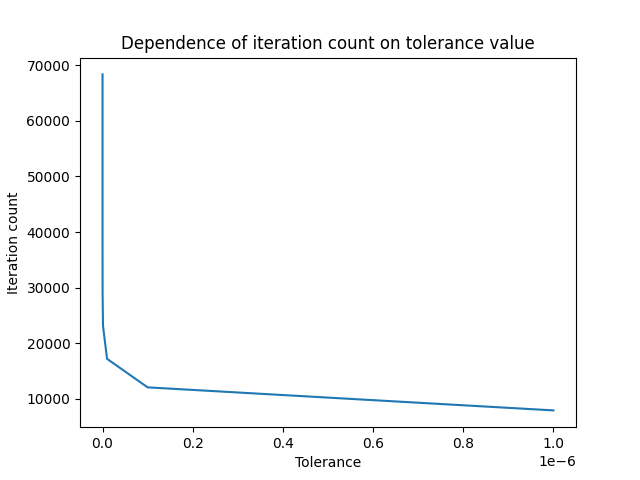 Dependence of iteration count on tolerance value
70000
60000
50000
40000
30000
20000
10000
Iteration count
0.0 0.2 0.4 0.6 0.8 1.0
1e−6
Tolerance